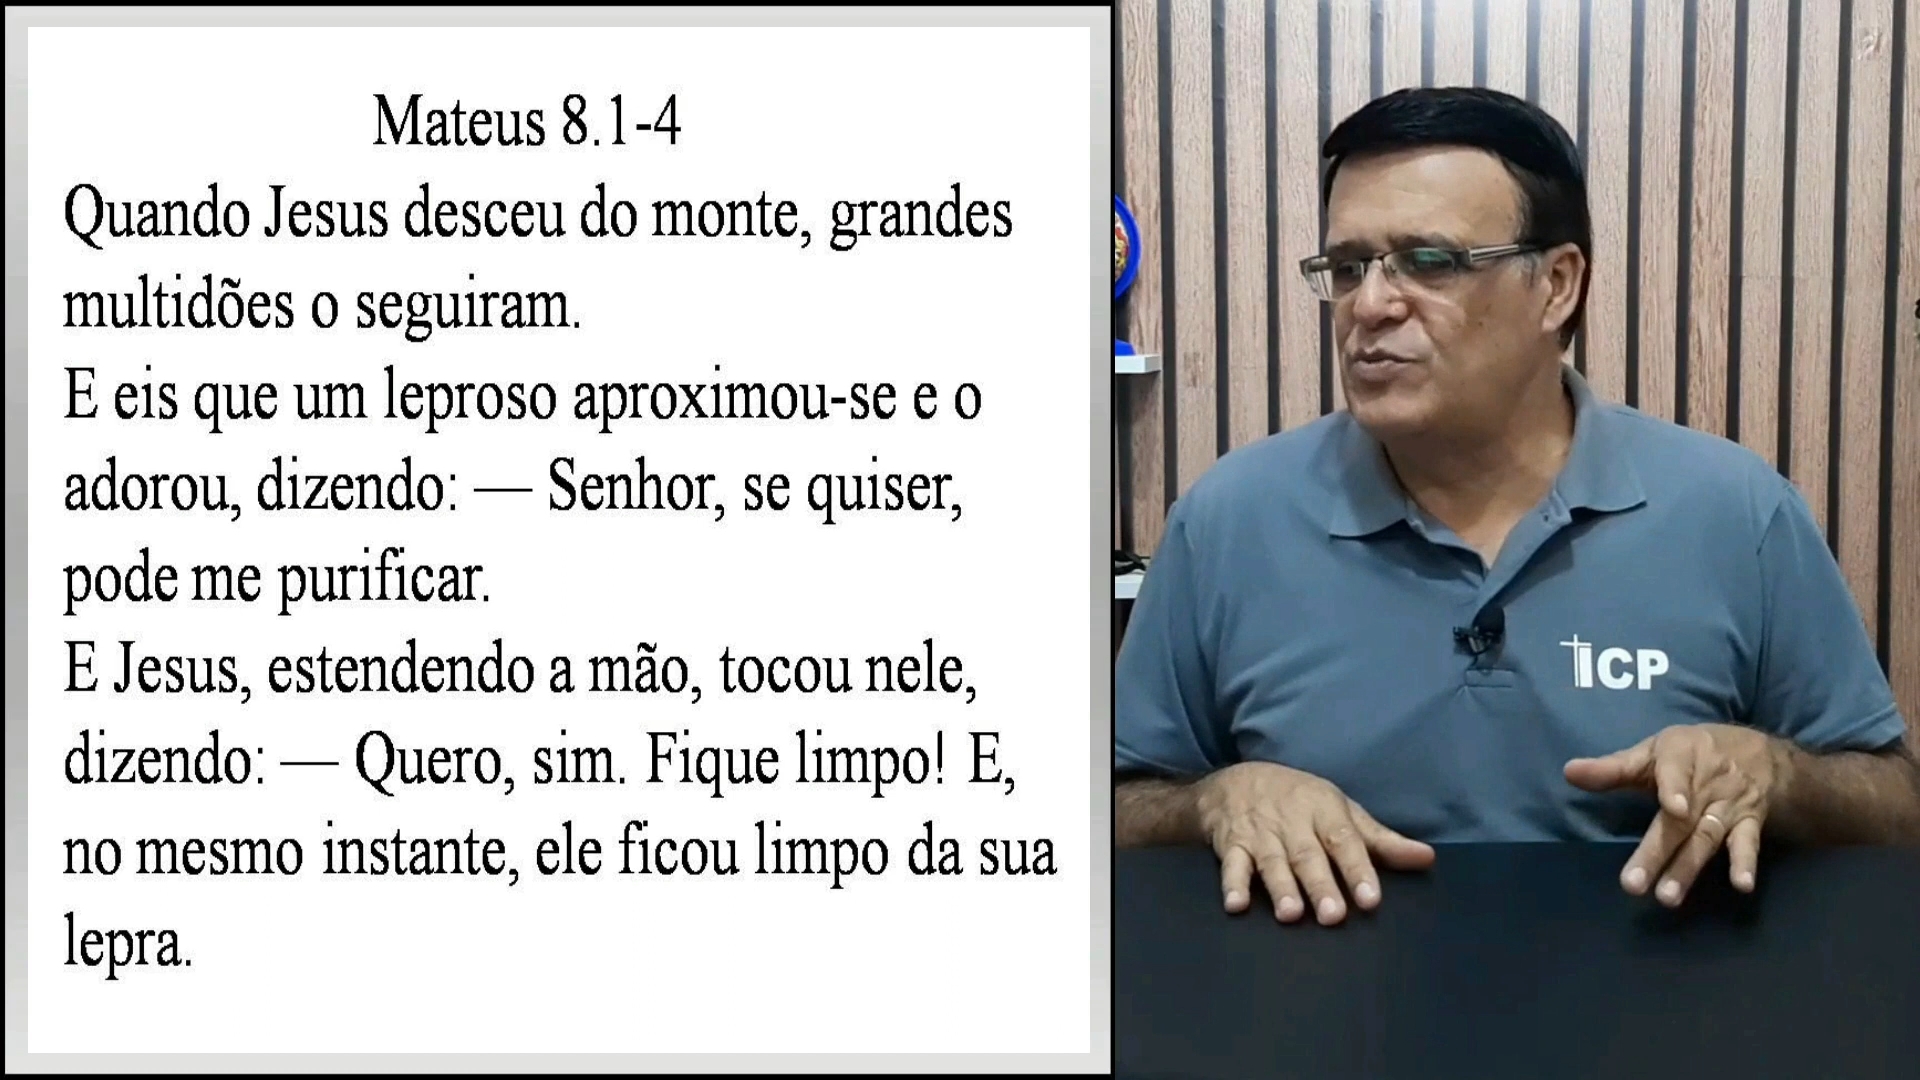 Mateus 8.1-4
Quando Jesus desceu do monte, grandes
multidões o seguiram.
E eis que um leproso aproximou-se e o
adorou, dizendo: — Senhor, se quiser,
pode me purificar.
E Jesus, estendendo a mão, tocou nele,
dizendo: — Quero, sim. Fique limpo! E,
no mesmo instante, ele ficou limpo da sua
lepra.
ICP